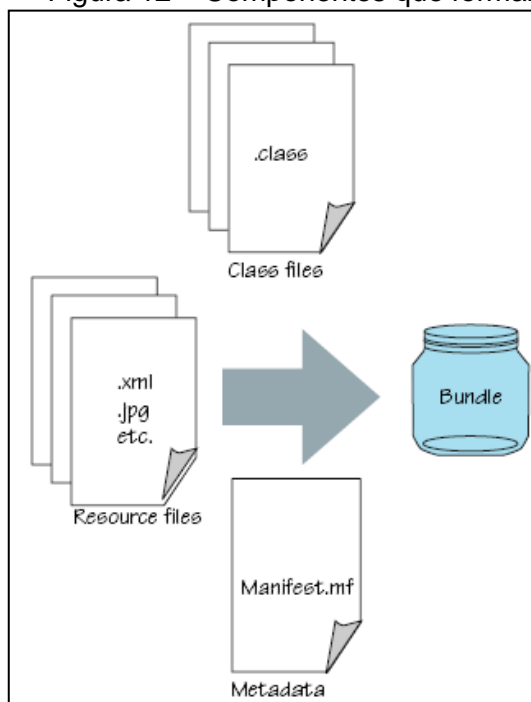 Figura 12 – Componentes que forma
.class
Class files
.xml
.jpg
etc.
Resource files
Bundle
Manifest.mf
Metadata